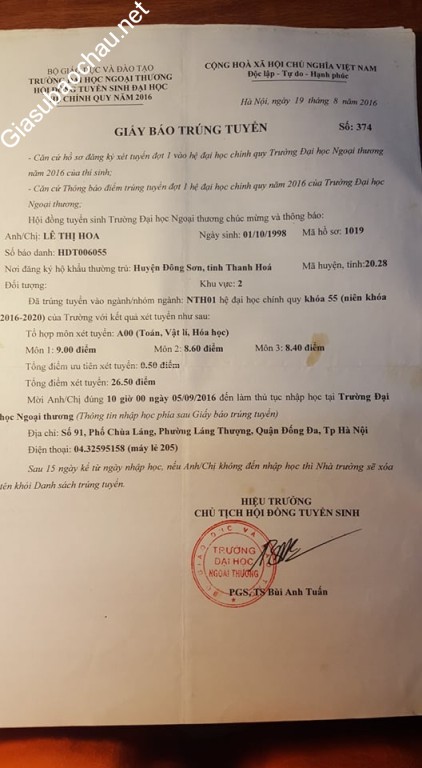 BỘ GIÁO DỤC VÀ ĐÀO TẠO
TRƯỜNG ĐẠI HỌC NGOẠI THƯƠNG
HỘI ĐỒNG TUYỂN SINH ĐẠI HỌC
HỆ CHÍNH QUY NĂM 2016
CỘNG HOÀ XÃ HỘI CHỦ NGHĨA VIỆT NAM
Độc lập - Tự do - Hạnh phúc
Giasubaochau.net
Hà Nội, ngày 19 tháng 8 năm 2016
GIẤY BÁO TRÚNG TUYỂN
Số: 374
- Căn cứ hồ sơ đăng ký xét tuyển đợt 1 vào hệ đại học chính quy Trường Đại học Ngoại thương
năm 2016 của thí sinh;
- Căn cứ Thông báo điểm trúng tuyển đợt 1 hệ đại học chính quy năm 2016 của Trường Đại học
Ngoại thương;
Hội đồng tuyển sinh Trường Đại học Ngoại thương chúc mừng và thông báo:
Anh/Chị: LÊ THỊ HOA Ngày sinh: 01/10/1998 Mã hồ sơ: 1019
Số báo danh: HDT006055
Nơi đăng ký hộ khẩu thường trú: Huyện Đông Sơn, tỉnh Thanh Hoá Mã huyện, tỉnh:20.28
Đối tượng: Khu vực: 2
Đã trúng tuyển vào ngành/nhóm ngành: NTH01 hệ đại học chính quy khóa 55 (niên khóa
2016-2020) của Trường với kết quả xét tuyển như sau:
Tổ hợp môn xét tuyển: A00 (Toán, Vật lí, Hóa học)
Môn 1: 9.00 điểm Môn 2: 8.60 điểm Môn 3: 8.40 điểm
Tổng điểm ưu tiên xét tuyển: 0.50 điểm
Tổng điểm xét tuyển: 26.50 điểm
Mời Anh/Chị đúng 10 giờ 00 ngày 05/09/2016 đến làm thủ tục nhập học tại Trường Đại
học Ngoại thương (Thông tin nhập học phía sau Giấy báo trúng tuyển)
Địa chỉ: Số 91, Phố Chùa Láng, Phường Láng Thượng, Quận Đống Đa, Tp Hà Nội
Điện thoại: 04.32595158 (máy lẻ 205)
Sau 15 ngày kể từ ngày nhập học, nếu Anh/Chị không đến nhập học thì Nhà trường sẽ xóa
tên khỏi Danh sách trúng tuyển.
HIỆU TRƯỞNG
CHỦ TỊCH HỘI ĐỒNG TUYỂN SINH
BỘ GIÁO DỤC VÀ
TRƯỜNG
ĐẠI HỌC
NGOẠI THƯƠNG
PGS, TS Bùi Anh Tuấn